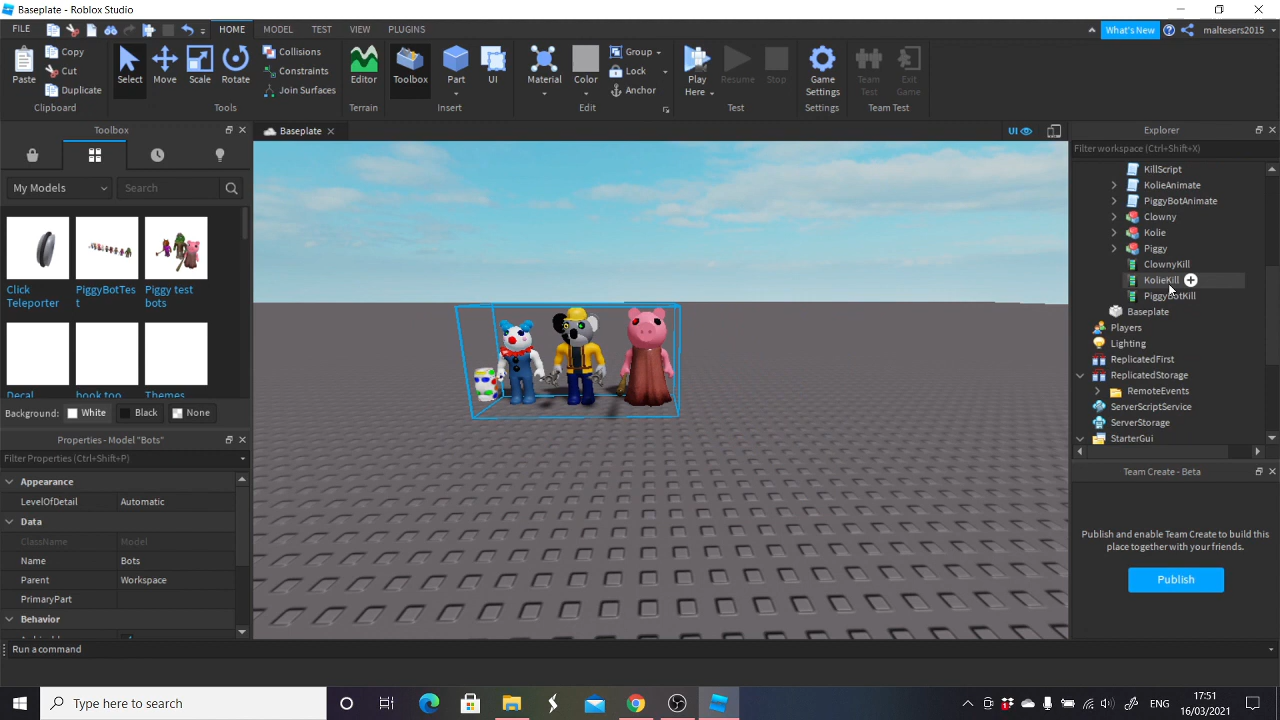 Baseplate - Roblox Studio
FILE HOME MODEL TEST VIEW PLUGINS What's New maltesers2015
Paste Copy Cut Duplicate Clipboard
Select Move Scale Rotate Collisions Constraints Join Surfaces Tools
Editor Terrain
Toolbox Part UI Insert
Material Color Group Lock Anchor Edit
Play Here Resume Stop Test
Game Settings Settings
Team Test Exit Game Team Test
Toolbox
My Models Search
Click Teleporter
PiggyBotTest
Piggy test bots
Decal book too Themes
Background: White Black None
Properties - Model "Bots"
Filter Properties (Ctrl+Shift+P)
Appearance
LevelOfDetail Automatic
Data
ClassName Model
Name Bots
Parent Workspace
PrimaryPart
Behavior
Baseplate
UI
Explorer
Filter workspace (Ctrl+Shift+X)
KillScript
KolieAnimate
PiggyBotAnimate
Clowny
Kolie
Piggy
ClownyKill
KolieKill
PiggyBotKill
Baseplate
Players
Lighting
ReplicatedFirst
ReplicatedStorage
RemoteEvents
ServerScriptService
ServerStorage
StarterGui
Team Create - Beta
Publish and enable Team Create to build this
place together with your friends.
Publish
Run a command
Type here to search
ENG
17:51
16/03/2021